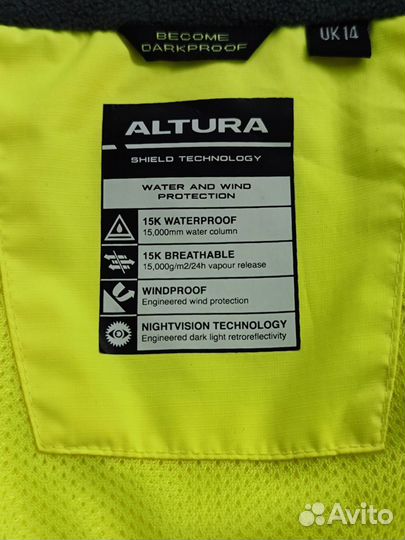 BECOME
DARKPROOF
UK 14
ALTURA
SHIELD TECHNOLOGY
WATER AND WIND
PROTECTION
15K WATERPROOF
15,000mm water column
15K BREATHABLE
15,000g/m2/24h vapour release
WINDPROOF
Engineered wind protection
NIGHTVISION TECHNOLOGY
Engineered dark light retroreflectivity
Avito